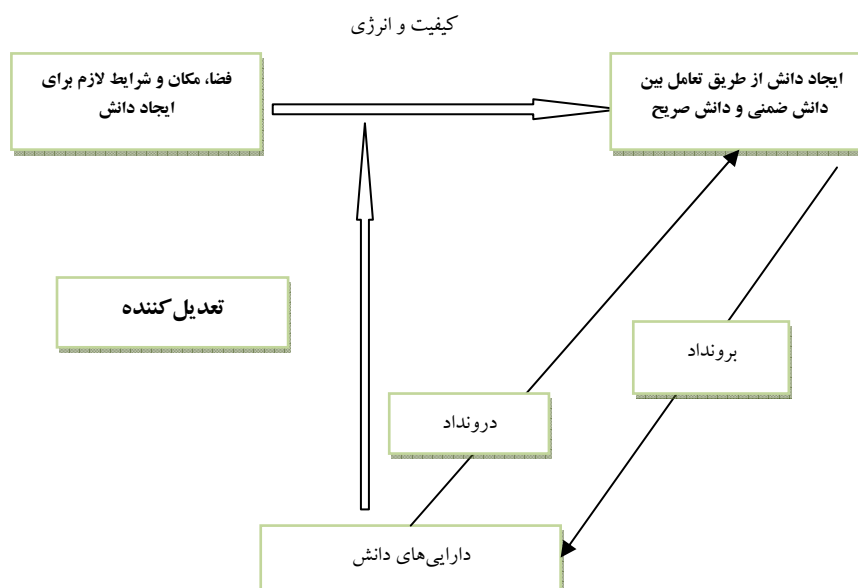 کیفیت و انرژی
ایجاد دانش از طریق تعامل بین
دانش ضمنی و دانش صریح
فضا، مکان و شرایط لازم برای
ایجاد دانش
تعدیل کننده
برونداد
درونداد
دارایی‌های دانش